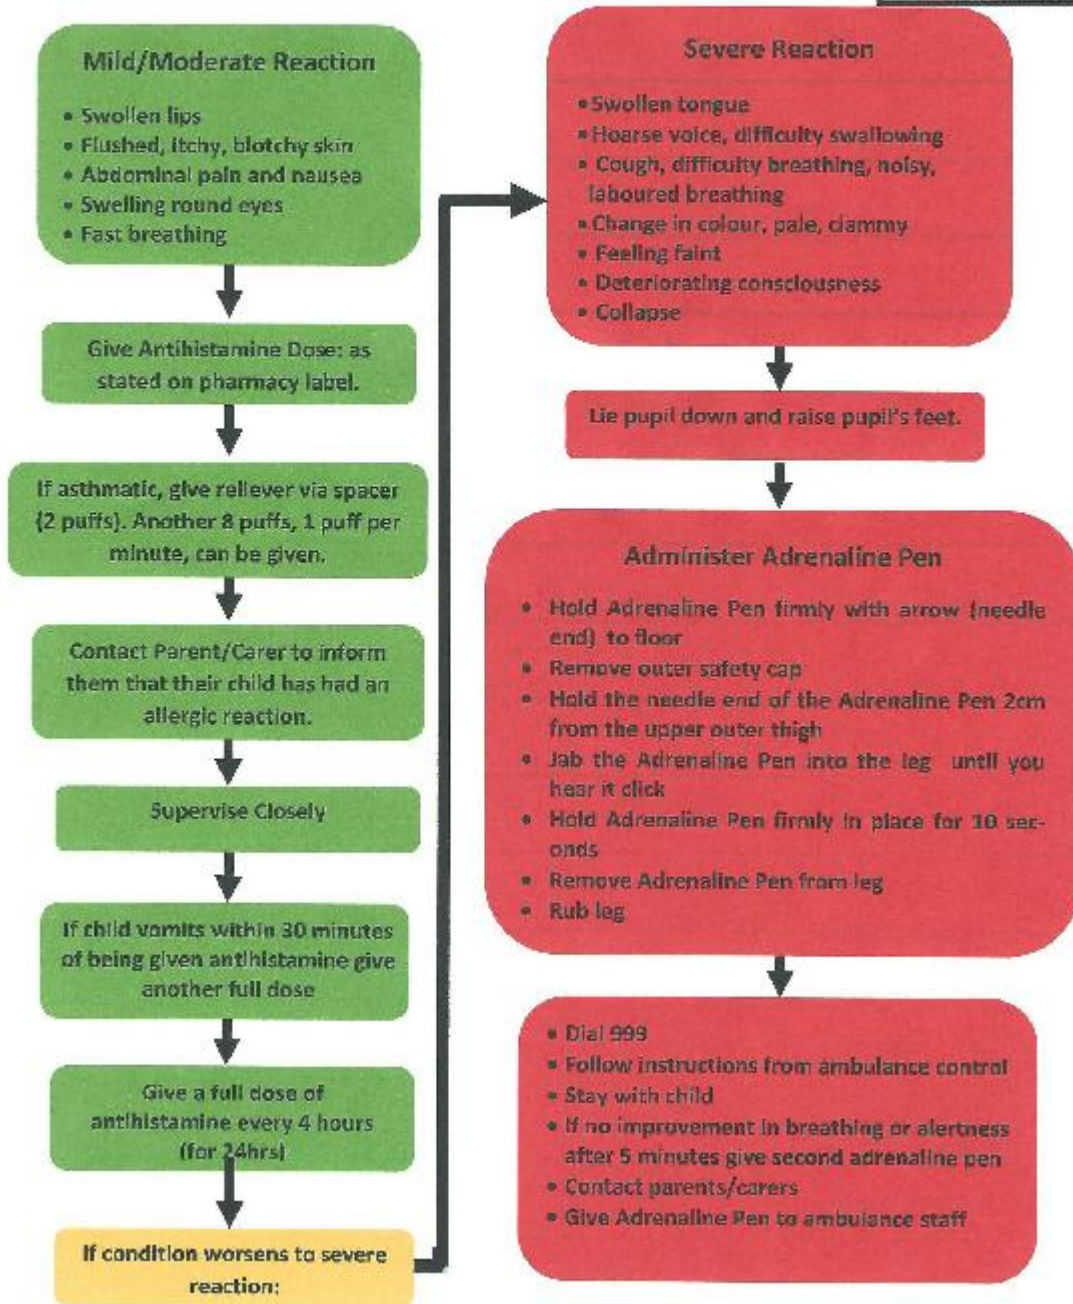 Mild/Moderate Reaction
• Swollen lips
• Flushed, itchy, blotchy skin
• Abdominal pain and nausea
• Swelling round eyes
• Fast breathing
Give Antihistamine Dose: as
stated on pharmacy label.
If asthmatic, give reliever via spacer
(2 puffs). Another 8 puffs, 1 puff per
minute, can be given.
Contact Parent/Carer to inform
them that their child has had an
allergic reaction.
Supervise Closely
If child vomits within 30 minutes
of being given antihistamine give
another full dose
Give a full dose of
antihistamine every 4 hours
(for 24hrs)
If condition worsens to severe
reaction:
Severe Reaction
• Swollen tongue
• Hoarse voice, difficulty swallowing
• Cough, difficulty breathing, noisy,
laboured breathing
• Change in colour, pale, clammy
• Feeling faint
• Deteriorating consciousness
• Collapse
Lie pupil down and raise pupil's feet.
Administer Adrenaline Pen
• Hold Adrenaline Pen firmly with arrow (needle
end) to floor
• Remove outer safety cap
• Hold the needle end of the Adrenaline Pen 2cm
from the upper outer thigh
• Jab the Adrenaline Pen into the leg until you
hear it click
• Hold Adrenaline Pen firmly in place for 10 sec-
onds
• Remove Adrenaline Pen from leg
• Rub leg
• Dial 999
• Follow instructions from ambulance control
• Stay with child
• If no improvement in breathing or alertness
after 5 minutes give second adrenaline pen
• Contact parents/carers
• Give Adrenaline Pen to ambulance staff